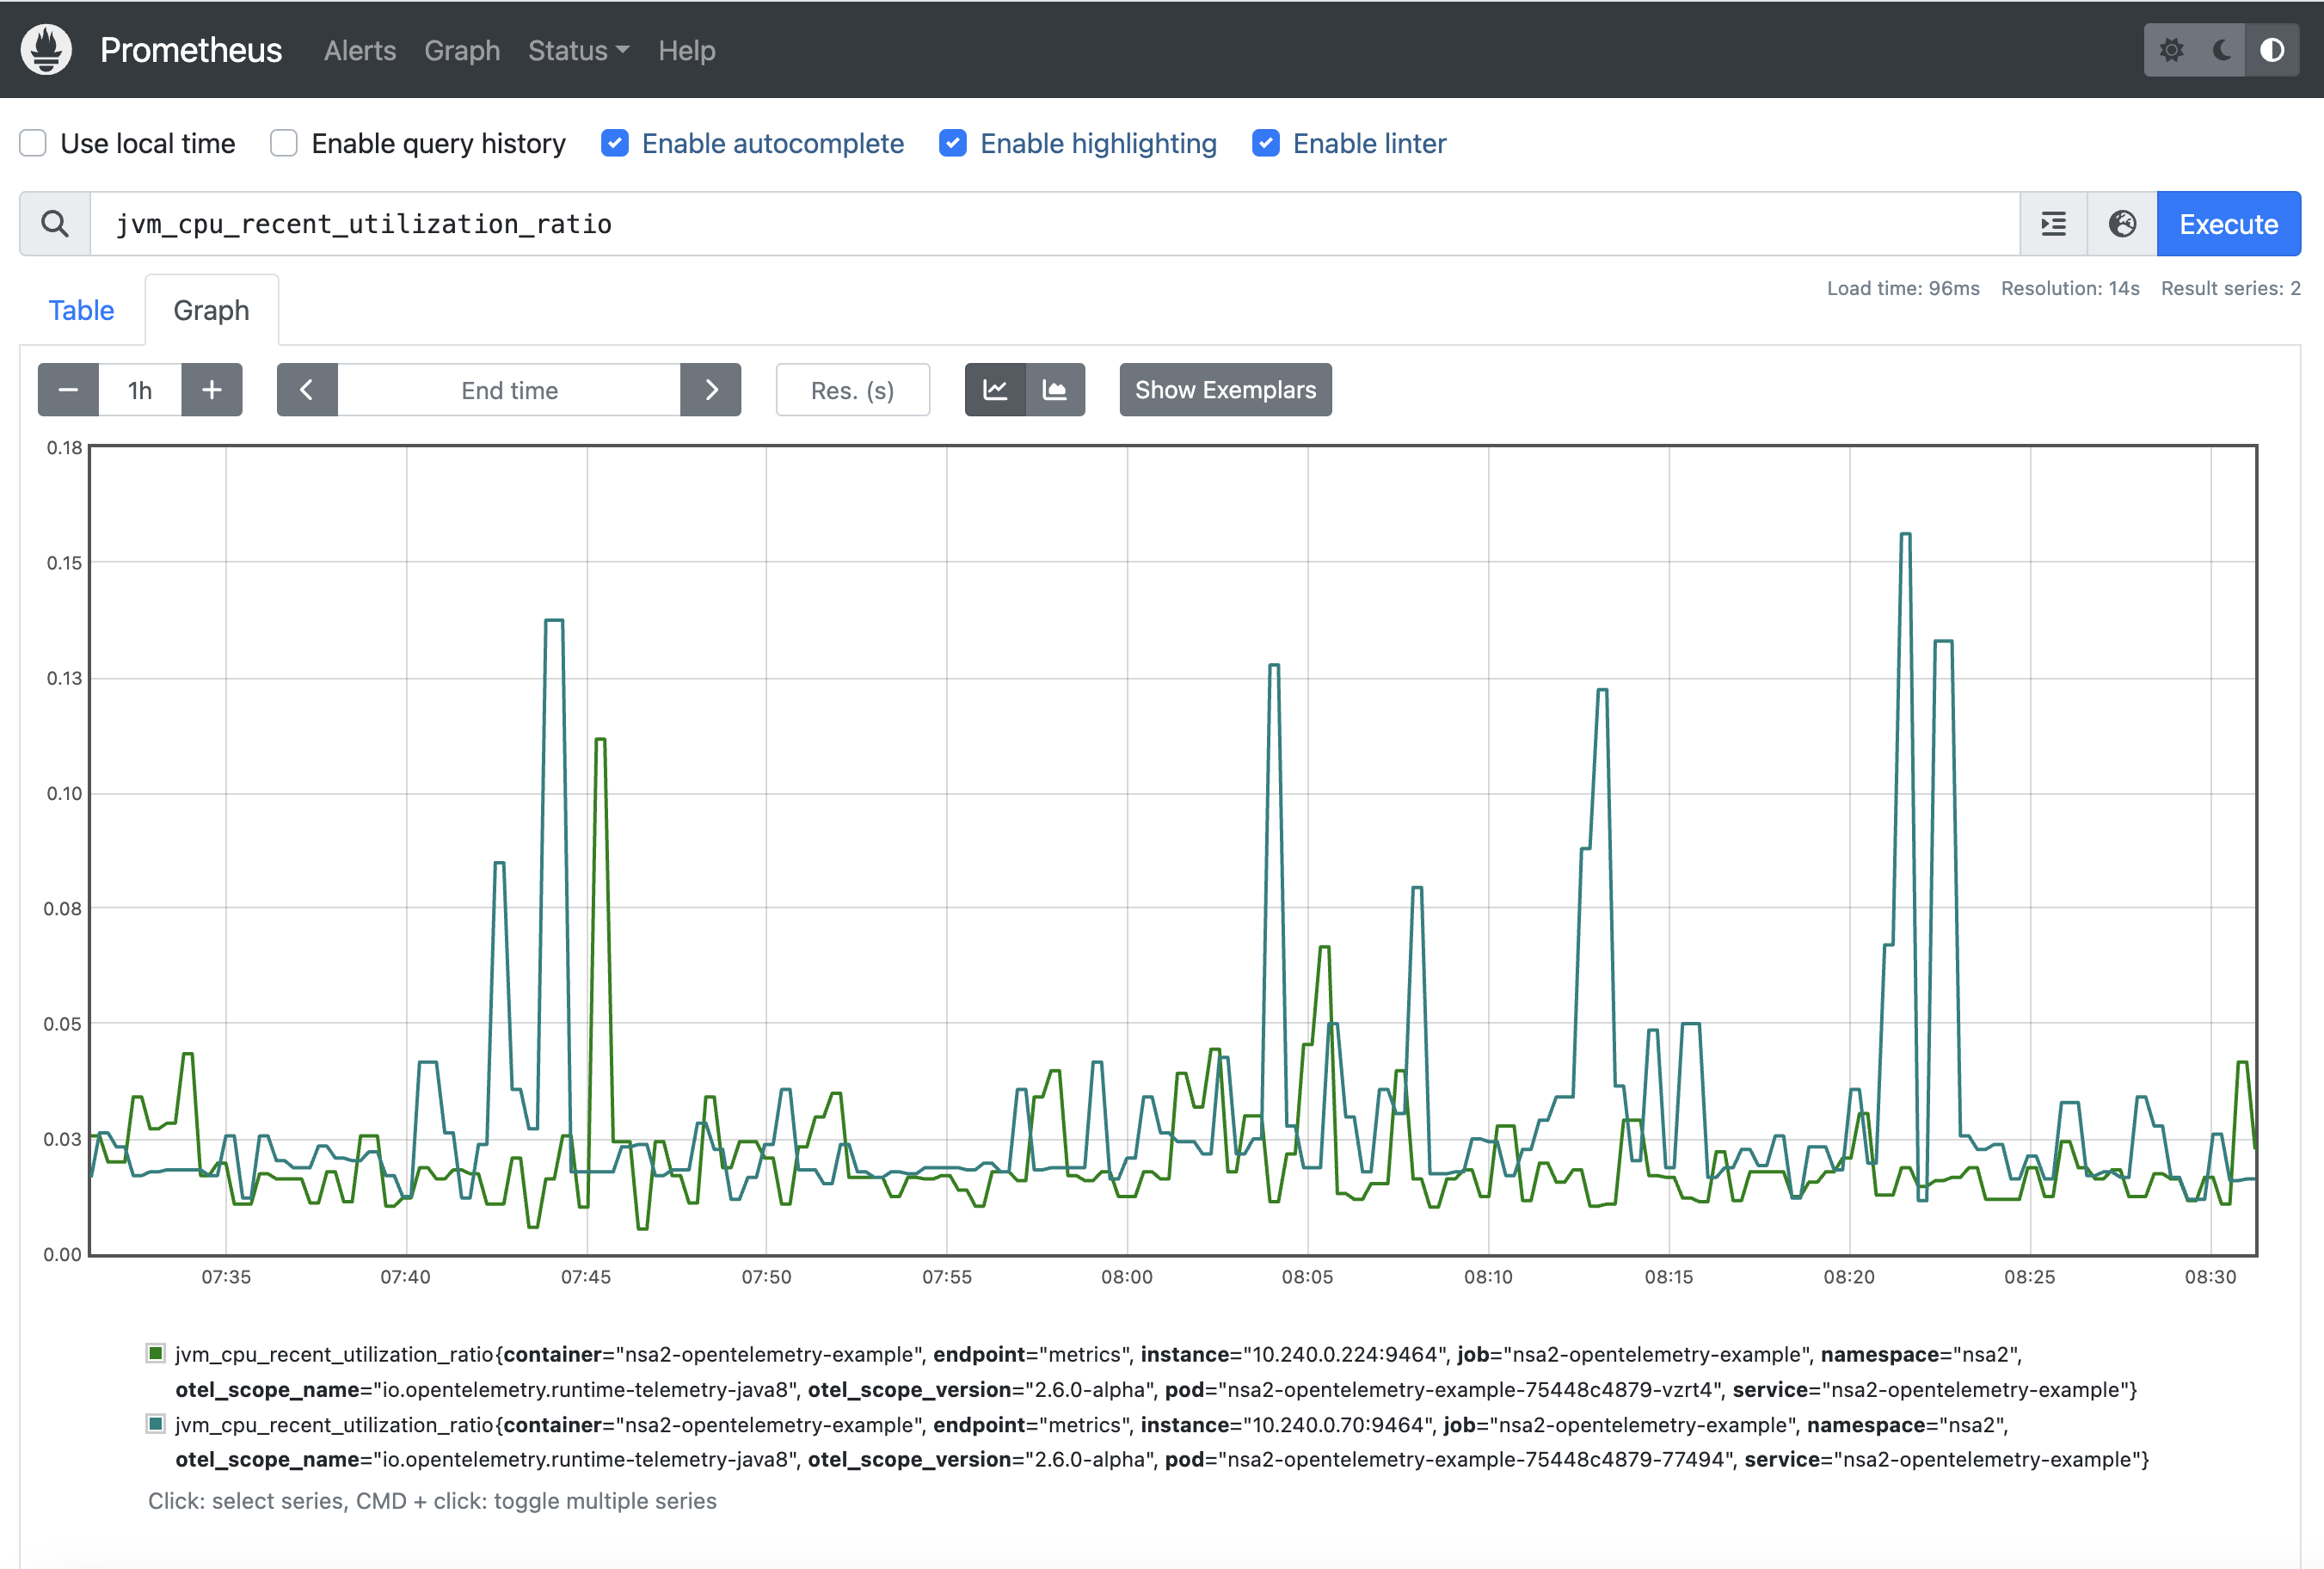 Prometheus Alerts Graph Status Help
Use local time Enable query history Enable autocomplete Enable highlighting Enable linter
jvm_cpu_recent_utilization_ratio Execute
Table Graph Load time: 96ms Resolution: 14s Result series: 2
1h End time Res. (s) Show Exemplars
0.18
0.15
0.13
0.10
0.08
0.05
0.03
0.00
07:35 07:40 07:45 07:50 07:55 08:00 08:05 08:10 08:15 08:20 08:25 08:30
jvm_cpu_recent_utilization_ratio{container="nsa2-opentelemetry-example", endpoint="metrics", instance="10.240.0.224:9464", job="nsa2-opentelemetry-example", namespace="nsa2",
otel_scope_name="io.opentelemetry.runtime-telemetry-java8", otel_scope_version="2.6.0-alpha", pod="nsa2-opentelemetry-example-75448c4879-vzrt4", service="nsa2-opentelemetry-example"}
jvm_cpu_recent_utilization_ratio{container="nsa2-opentelemetry-example", endpoint="metrics", instance="10.240.0.70:9464", job="nsa2-opentelemetry-example", namespace="nsa2",
otel_scope_name="io.opentelemetry.runtime-telemetry-java8", otel_scope_version="2.6.0-alpha", pod="nsa2-opentelemetry-example-75448c4879-77494", service="nsa2-opentelemetry-example"}
Click: select series, CMD + click: toggle multiple series